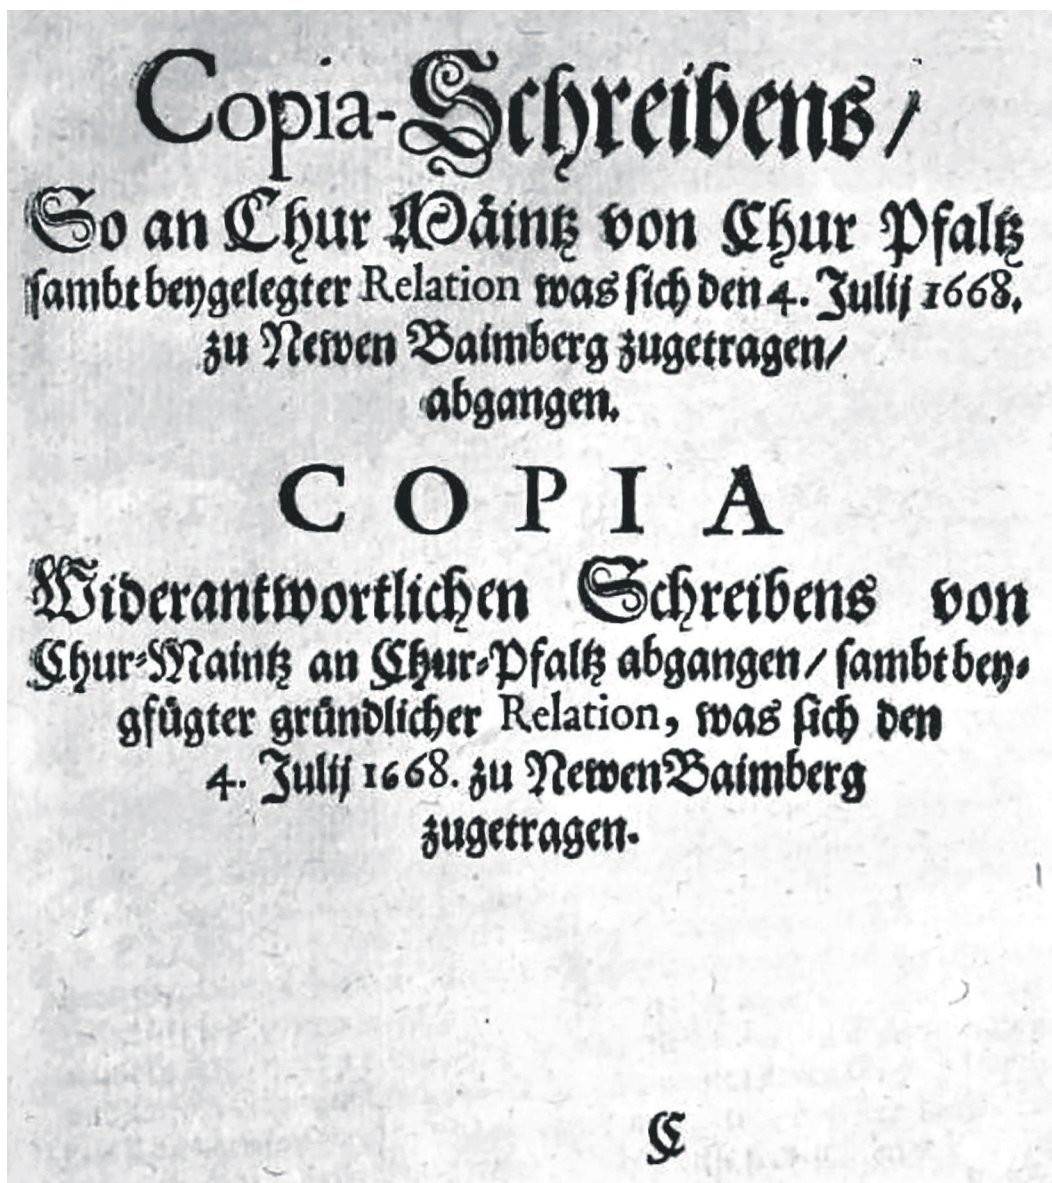 Copia-Schreibens/
So an Chur Mäintz von Chur Pfaltz
sambt beygelegter Relation was sich den 4. Julij 1668.
zu Newen Baimberg zugetragen/
abgangen.
COPIA
Widerantwortlichen Schreibens von
Chur-Maintz an Chur-Pfaltz abgangen/ sambt bey-
gfügter gründlicher Relation, was sich den
4. Julij 1668. zu Newen Baimberg
zugetragen.
C